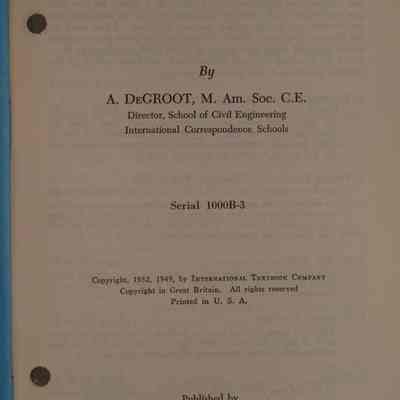 By
A. DeGROOT, M. Am. Soc. C.E.
Director, School of Civil Engineering
International Correspondence Schools
Serial 1000B-3
Copyright, 1952, 1949, by International Textbook Company
Copyright in Great Britain. All rights reserved
Printed in U. S. A.
Published by